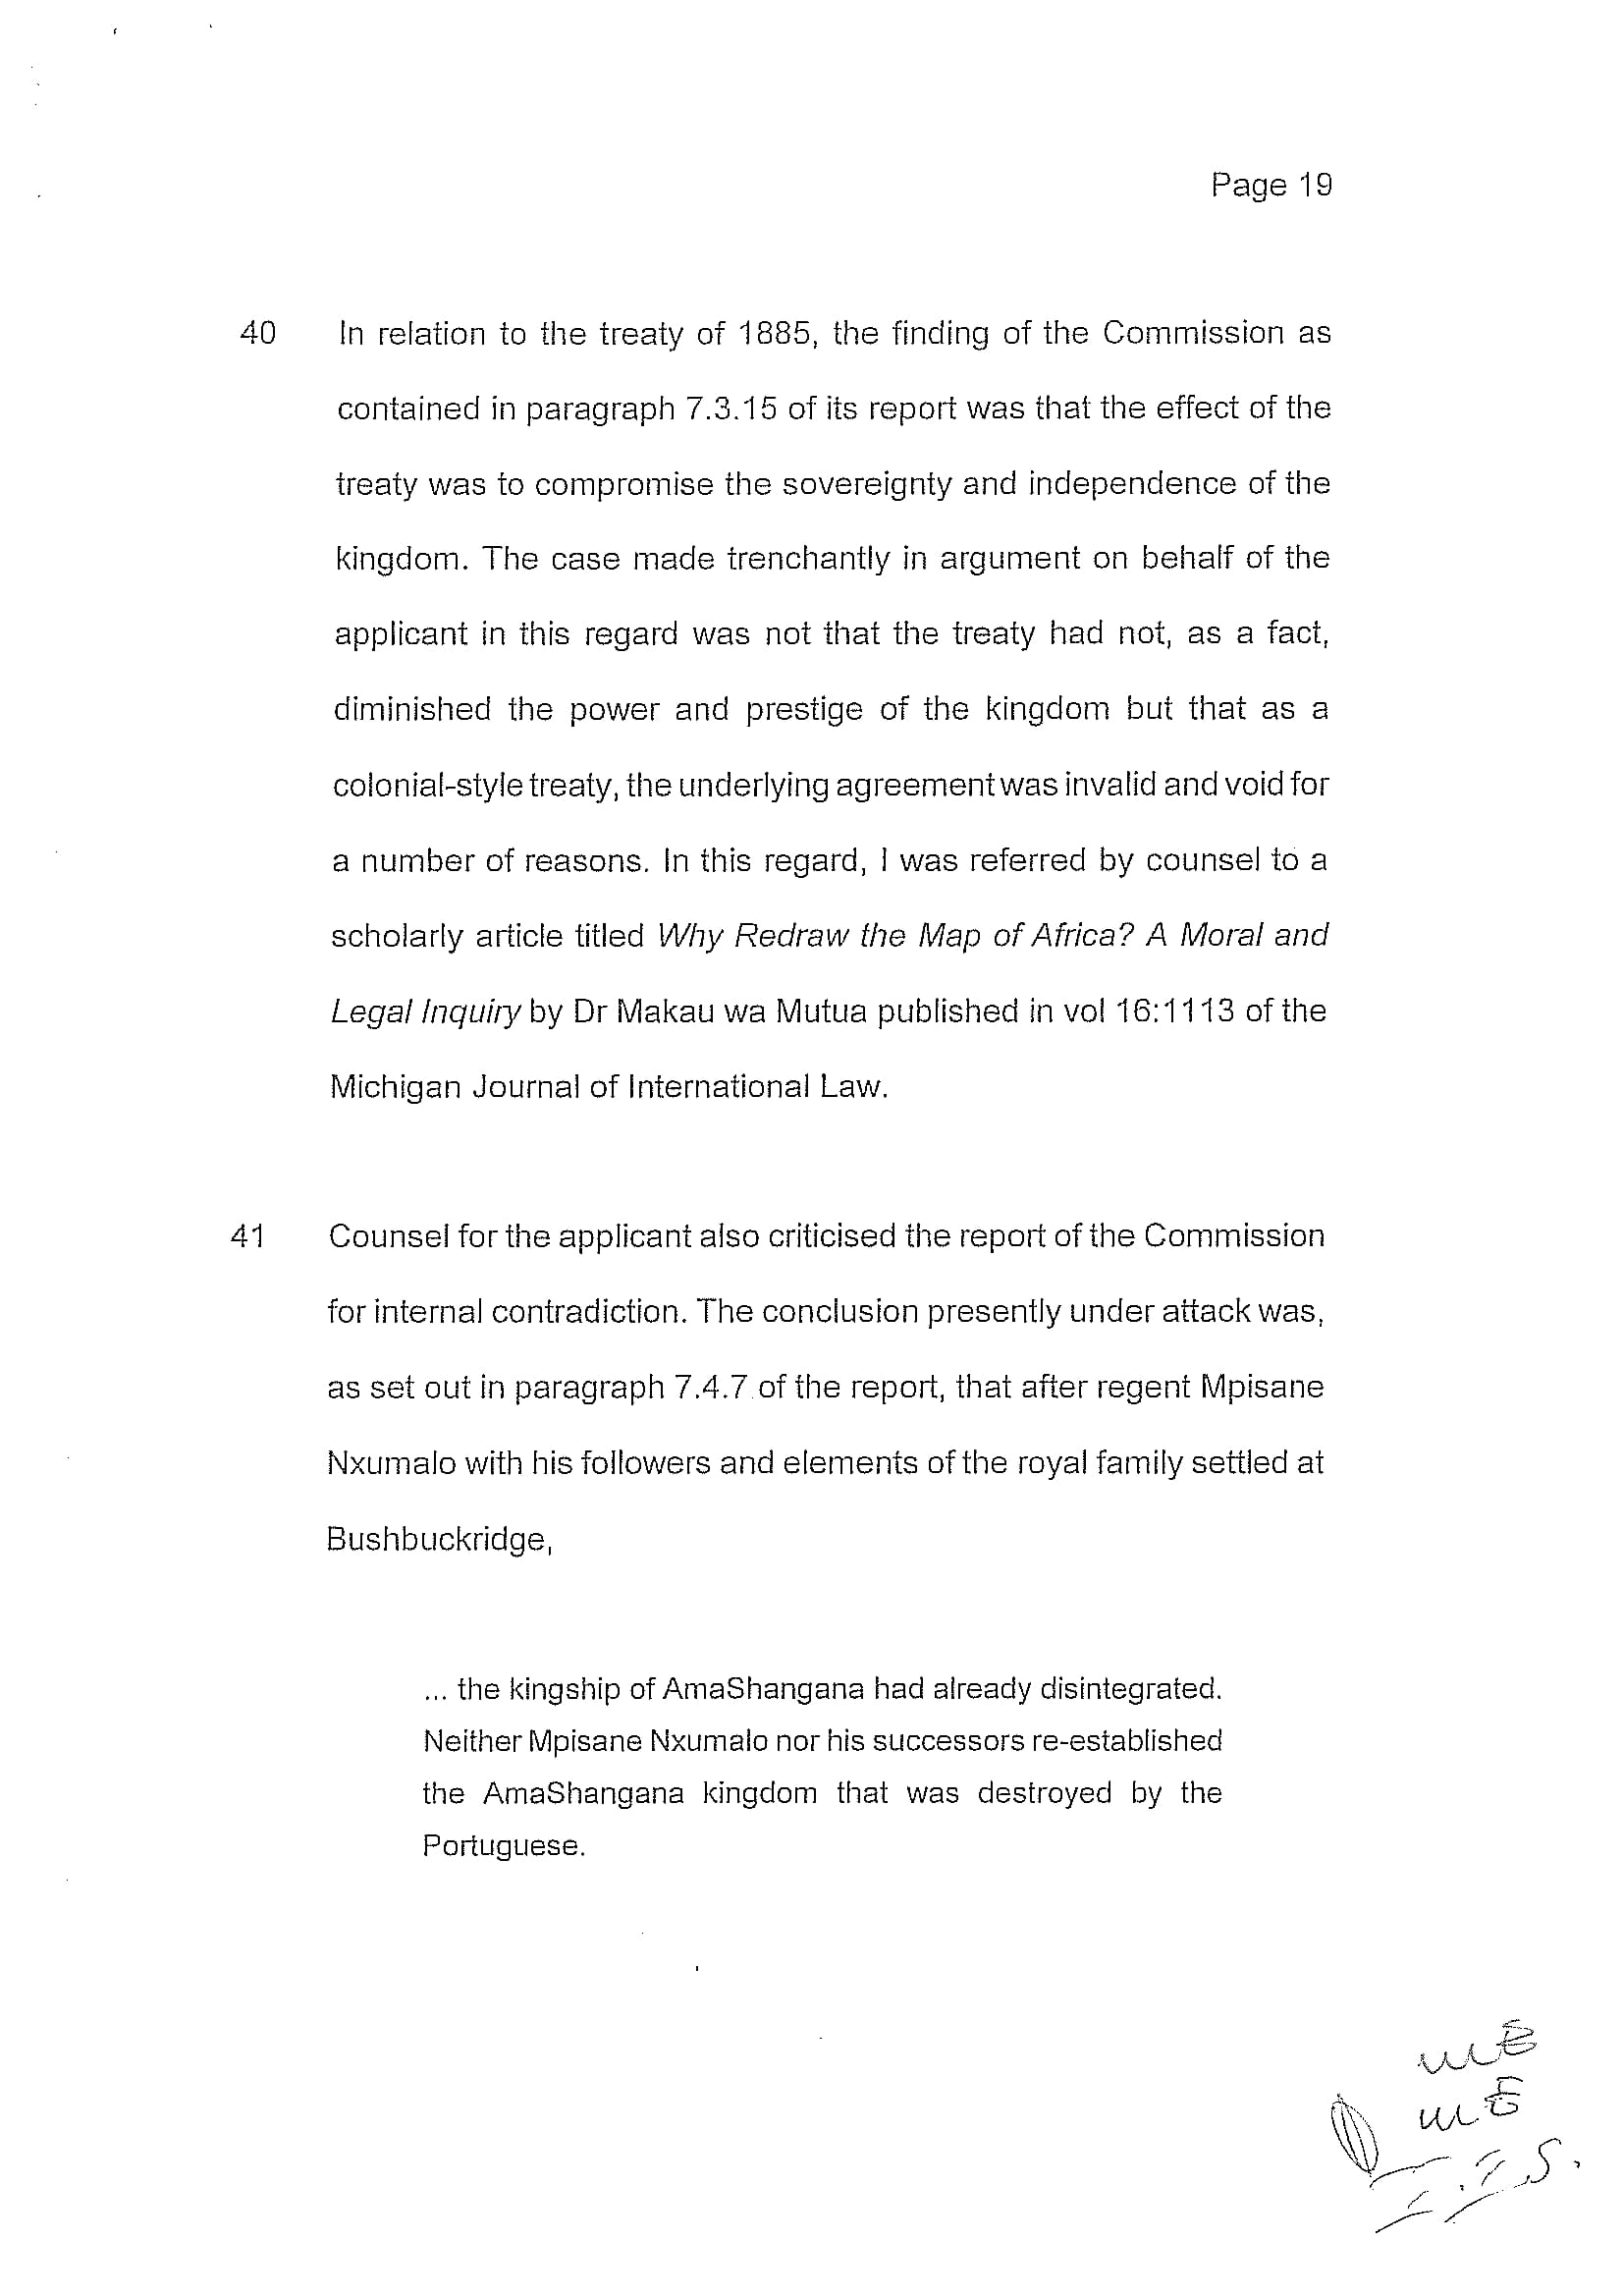 Page 19
40 In relation to the treaty of 1885, the finding of the Commission as
contained in paragraph 7.3.15 of its report was that the effect of the
treaty was to compromise the sovereignty and independence of the
kingdom. The case made trenchantly in argument on behalf of the
applicant in this regard was not that the treaty had not, as a fact,
diminished the power and prestige of the kingdom but that as a
colonial-style treaty, the underlying agreement was invalid and void for
a number of reasons. In this regard, I was referred by counsel to a
scholarly article titled Why Redraw the Map of Africa? A Moral and
Legal Inquiry by Dr Makau wa Mutua published in vol 16:1113 of the
Michigan Journal of International Law.
41 Counsel for the applicant also criticised the report of the Commission
for internal contradiction. The conclusion presently under attack was,
as set out in paragraph 7.4.7 of the report, that after regent Mpisane
Nxumalo with his followers and elements of the royal family settled at
Bushbuckridge,
... the kingship of AmaShangana had already disintegrated.
Neither Mpisane Nxumalo nor his successors re-established
the AmaShangana kingdom that was destroyed by the
Portuguese.